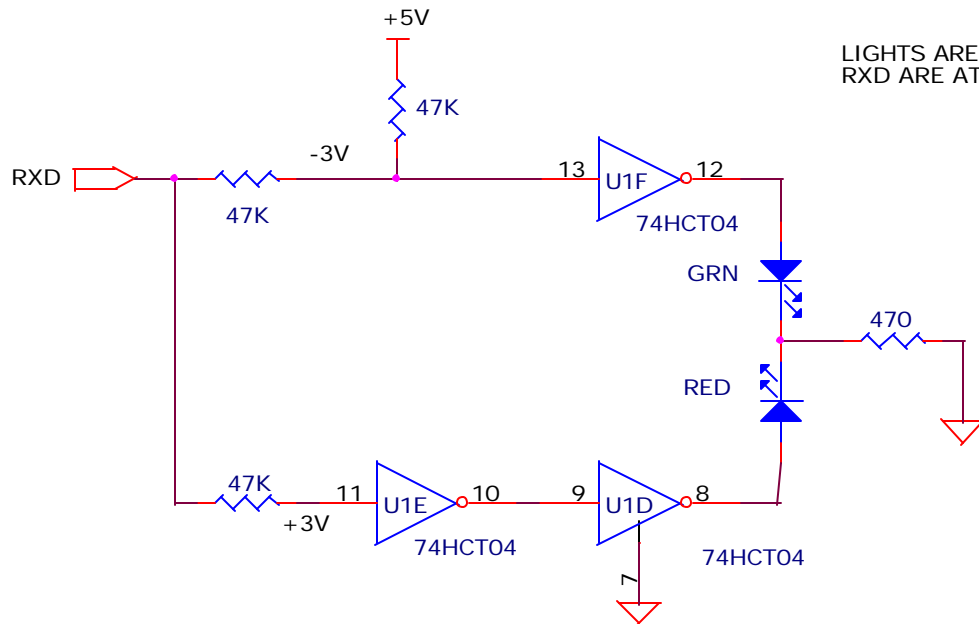 +5V
LIGHTS ARE
RXD ARE AT
47K
RXD
-3V
47K
13
U1F
12
74HCT04
GRN
470
RED
47K
+3V
11
U1E
10
74HCT04
9
U1D
8
74HCT04
7